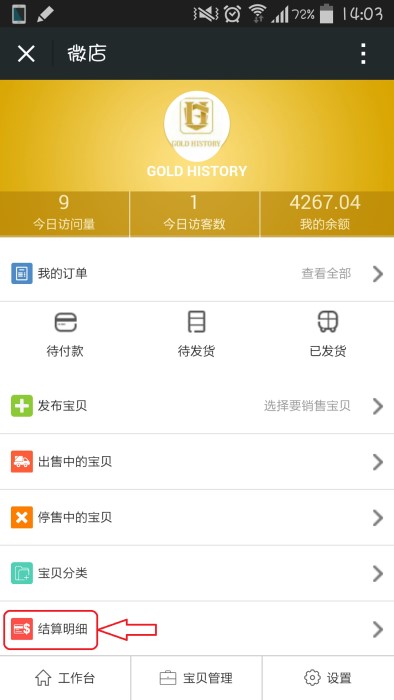 72% 14:03
微店
GOLD HISTORY
GOLD HISTORY
9 1 4267.04
今日访问量 今日访客数 我的余额
我的订单 查看全部
待付款 待发货 已发货
发布宝贝 选择要销售宝贝
出售中的宝贝
停售中的宝贝
宝贝分类
结算明细
工作台 宝贝管理 设置